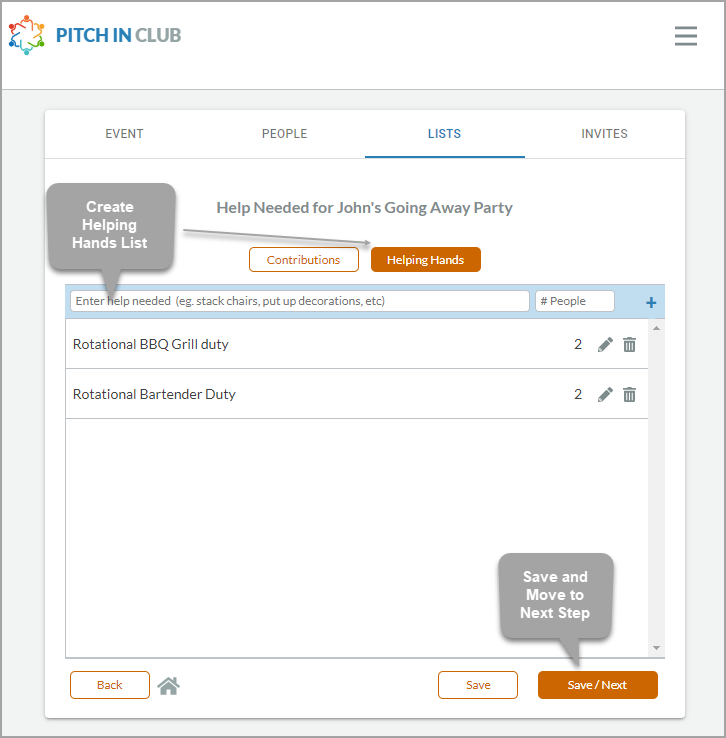 PITCH IN CLUB
EVENT PEOPLE LISTS INVITES
Create
Helping
Hands List
Help Needed for John's Going Away Party
Contributions Helping Hands
Enter help needed (eg. stack chairs, put up decorations, etc) # People +
Rotational BBQ Grill duty 2
Rotational Bartender Duty 2
Save and
Move to
Next Step
Back Save Save / Next